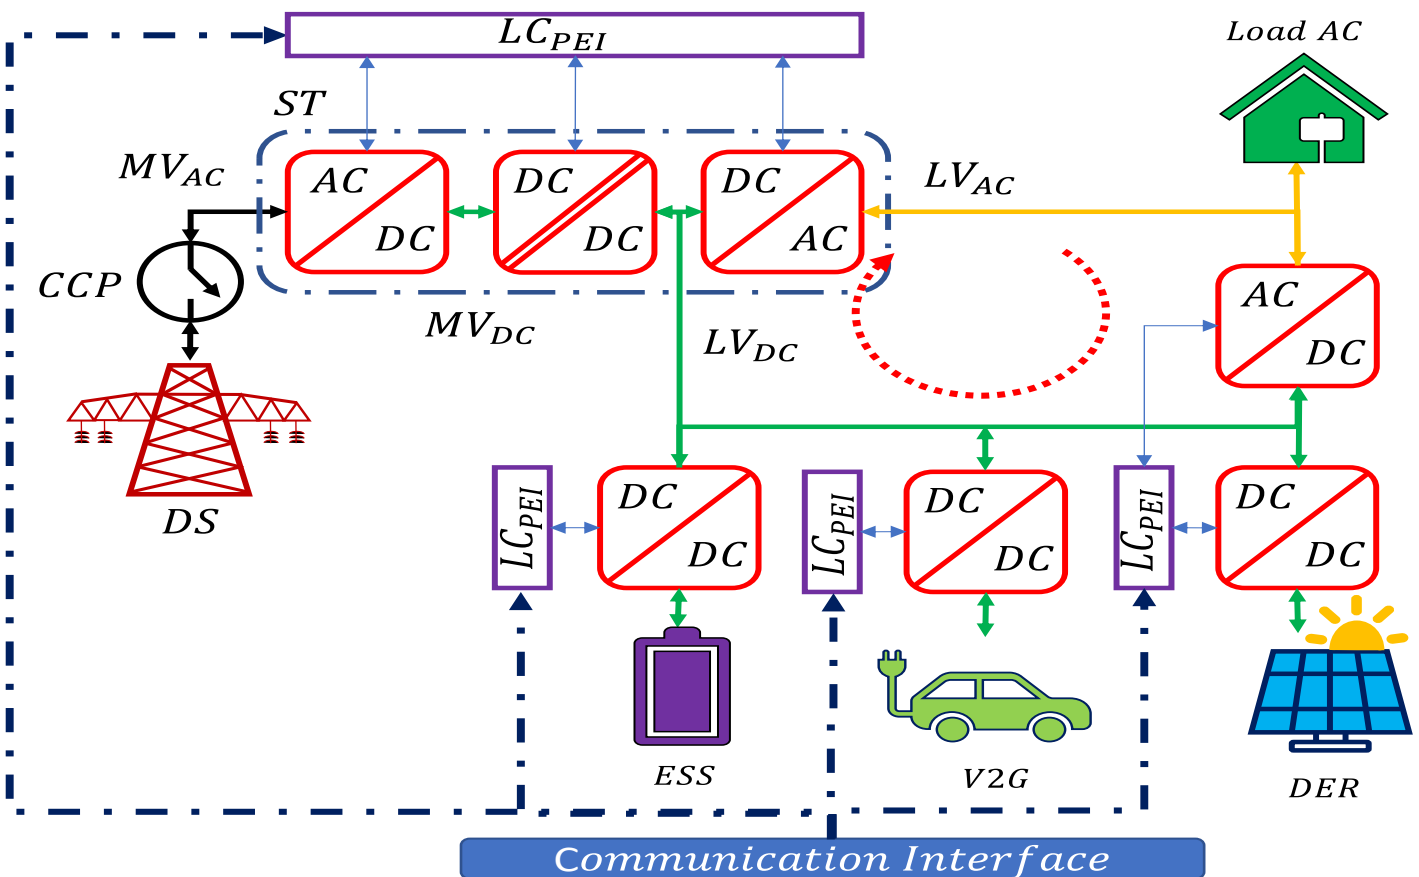 LC_PEI
Load AC
ST
MV_AC
AC
DC
DC
DC
DC
AC
LV_AC
CCP
MV_DC
LV_DC
AC
DC
DS
LC_PEI
DC
DC
LC_PEI
DC
DC
LC_PEI
DC
DC
ESS
V2G
DER
Communication Interface